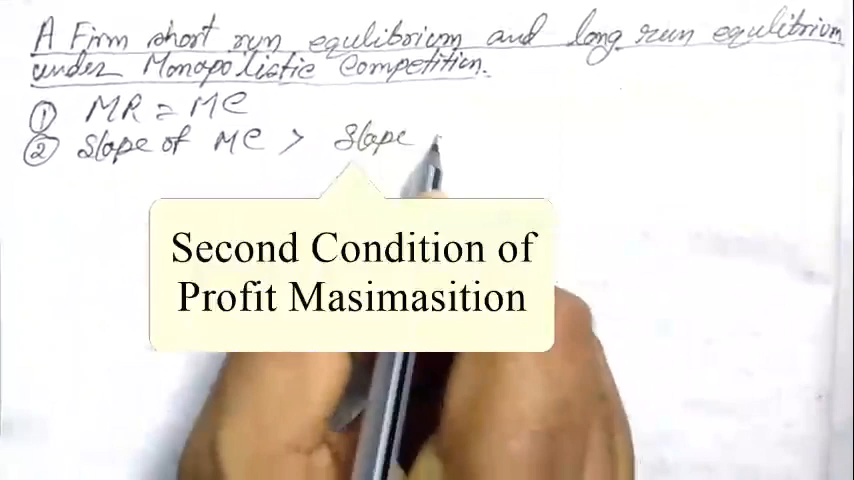 A Firm short run equlibrium and long run equlibrium
under Monopolistic Competition.
① MR = MC
② Slope of MC > Slope
Second Condition of
Profit Masimasition